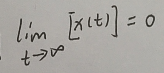 lim [x(t)] = 0
t→∞